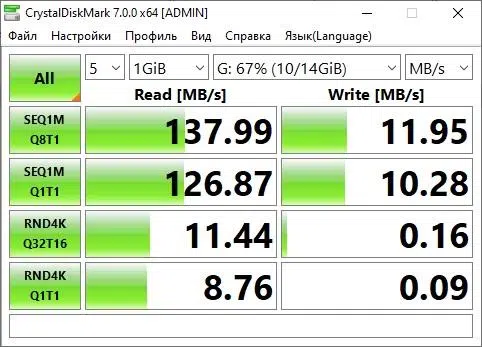 CrystalDiskMark 7.0.0 x64 [ADMIN]
Файл Настройки Профиль Вид Справка Язык(Language)
All 5 1GiB G: 67% (10/14GiB) MB/s
Read [MB/s] Write [MB/s]
SEQ1M
Q8T1 137.99 11.95
SEQ1M
Q1T1 126.87 10.28
RND4K
Q32T16 11.44 0.16
RND4K
Q1T1 8.76 0.09